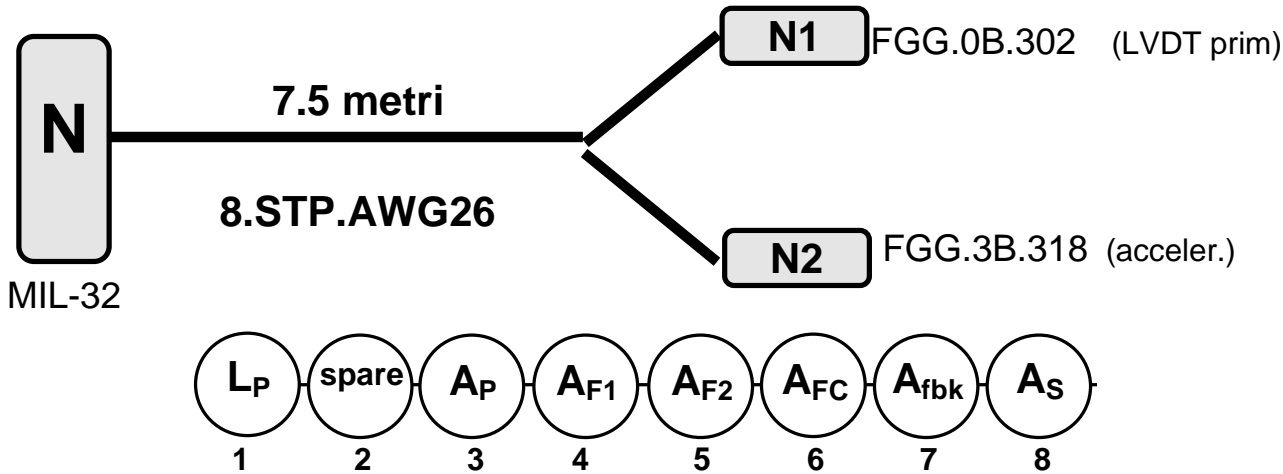 N1 FGG.0B.302 (LVDT prim)
N 7.5 metri
8.STP.AWG26
N2 FGG.3B.318 (acceler.)
MIL-32
LP spare AP AF1 AF2 AFC Afbk AS
1 2 3 4 5 6 7 8